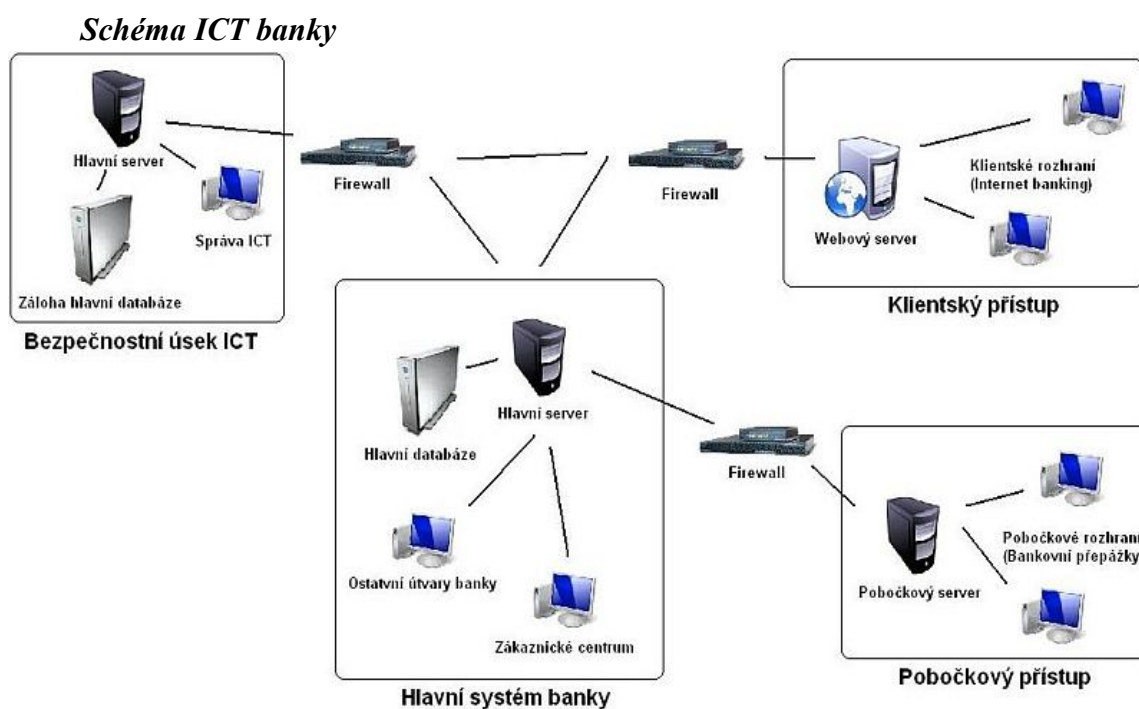 Schéma ICT banky
Hlavní server
Správa ICT
Záloha hlavní databáze
Bezpečnostní úsek ICT
Firewall
Firewall
Webový server
Klientské rozhraní
(Internet banking)
Klientský přístup
Hlavní server
Hlavní databáze
Ostatní útvary banky
Zákaznické centrum
Hlavní systém banky
Firewall
Pobočkový server
Pobočkové rozhraní
(Bankovní přepážky
Pobočkový přístup